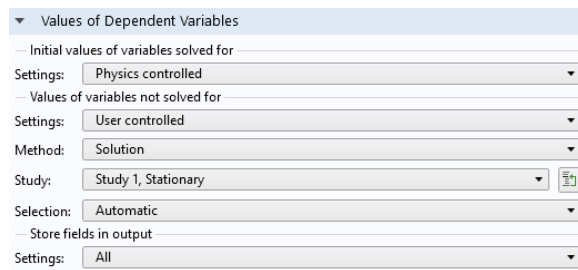 Values of Dependent Variables
Initial values of variables solved for
Settings: Physics controlled
Values of variables not solved for
Settings: User controlled
Method: Solution
Study: Study 1, Stationary
Selection: Automatic
Store fields in output
Settings: All